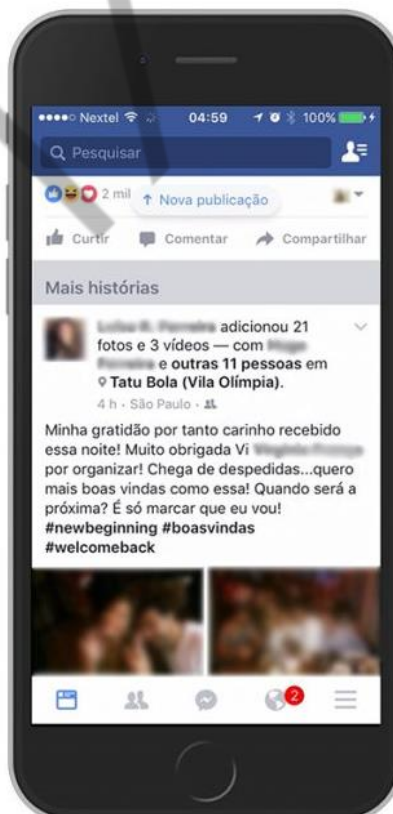 Nextel 04:59 100%
Pesquisar
2 mil Nova publicação
Curtir Comentar Compartilhar
Mais histórias
adicionou 21
fotos e 3 vídeos — com
e outras 11 pessoas em
Tatu Bola (Vila Olímpia).
4 h · São Paulo ·
Minha gratidão por tanto carinho recebido
essa noite! Muito obrigada Vi
por organizar! Chega de despedidas...quero
mais boas vindas como essa! Quando será a
próxima? É só marcar que eu vou!
#newbeginning #boasvindas
#welcomeback
2